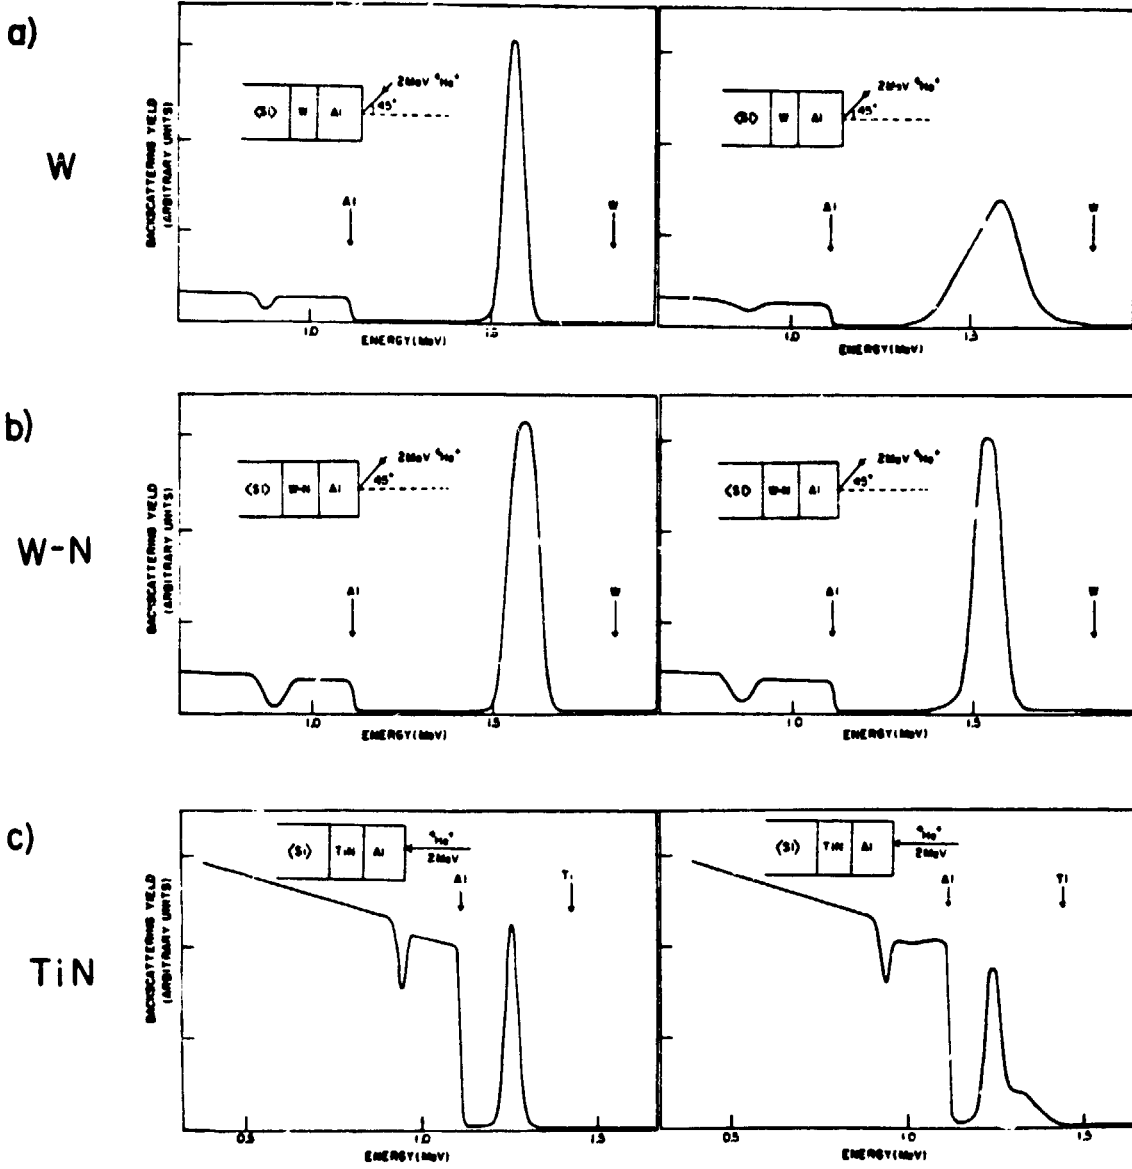 a)
W
BACKSCATTERING YIELD
(ARBITRARY UNITS)
⟨Si⟩ W Al
2MeV ⁴He⁺
45°
Al
W
1.0 1.5
ENERGY(MeV)
⟨Si⟩ W Al
2MeV ⁴He⁺
45°
Al
W
1.0 1.5
ENERGY(MeV)
b)
W-N
BACKSCATTERING YIELD
(ARBITRARY UNITS)
⟨Si⟩ W-N Al
2MeV ⁴He⁺
45°
Al
W
1.0 1.5
ENERGY(MeV)
⟨Si⟩ W-N Al
2MeV ⁴He⁺
45°
Al
W
1.0 1.5
ENERGY(MeV)
c)
TiN
BACKSCATTERING YIELD
(ARBITRARY UNITS)
⟨Si⟩ TiN Al
⁴He⁺
2MeV
Al
Ti
0.5 1.0 1.5
ENERGY(MeV)
⟨Si⟩ TiN Al
⁴He⁺
2MeV
Al
Ti
0.5 1.0 1.5
ENERGY(MeV)